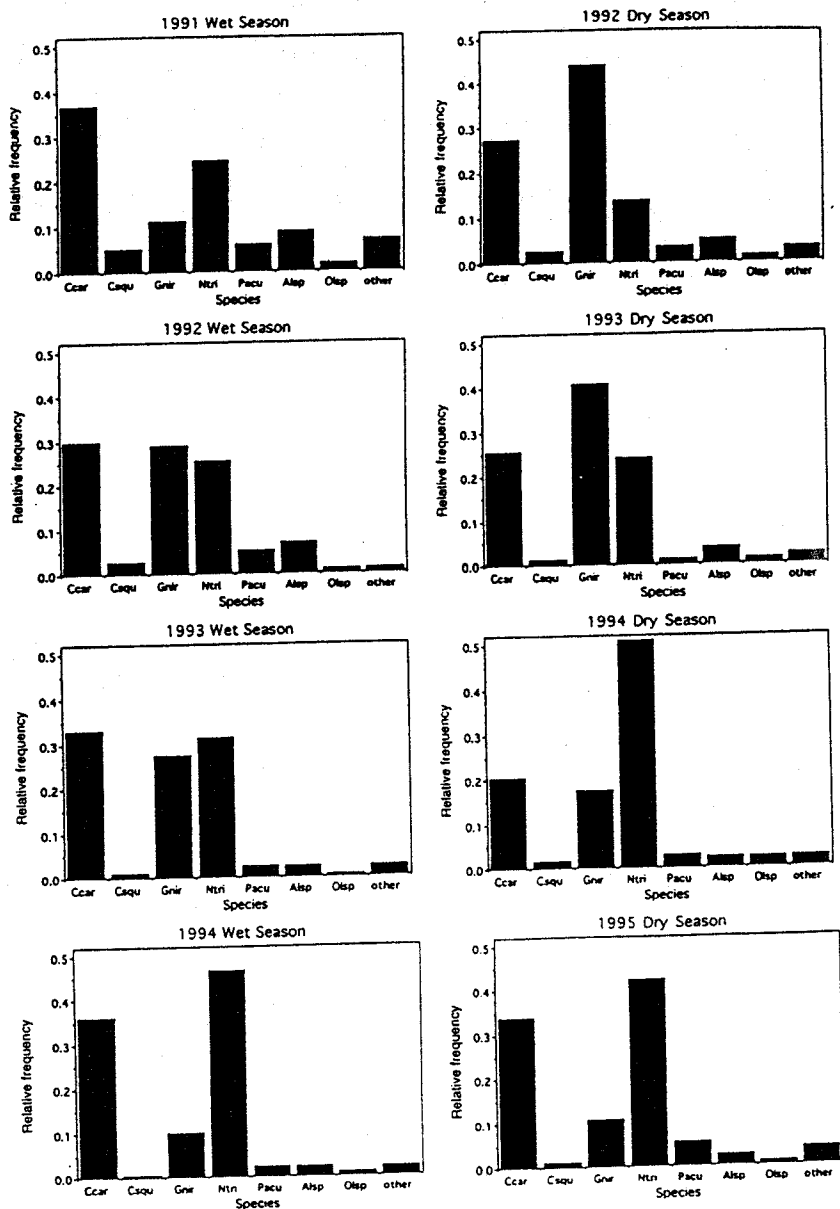 1991 Wet Season
0.5
0.4
0.3
0.2
0.1
0.0
Relative frequency
Ccar Csqu Gnir Ntri Pacu Alsp Olsp other
Species
1992 Dry Season
0.5
0.4
0.3
0.2
0.1
0.0
Relative frequency
Ccar Csqu Gnir Ntri Pacu Alsp Olsp other
Species
1992 Wet Season
0.5
0.4
0.3
0.2
0.1
0.0
Relative frequency
Ccar Csqu Gnir Ntri Pacu Alsp Olsp other
Species
1993 Dry Season
0.5
0.4
0.3
0.2
0.1
0.0
Relative frequency
Ccar Csqu Gnir Ntri Pacu Alsp Olsp other
Species
1993 Wet Season
0.5
0.4
0.3
0.2
0.1
0.0
Relative frequency
Ccar Csqu Gnir Ntri Pacu Alsp Olsp other
Species
1994 Dry Season
0.5
0.4
0.3
0.2
0.1
0.0
Relative frequency
Ccar Csqu Gnir Ntri Pacu Alsp Olsp other
Species
1994 Wet Season
0.5
0.4
0.3
0.2
0.1
0.0
Relative frequency
Ccar Csqu Gnir Ntri Pacu Alsp Olsp other
Species
1995 Dry Season
0.5
0.4
0.3
0.2
0.1
0.0
Relative frequency
Ccar Csqu Gnir Ntri Pacu Alsp Olsp other
Species